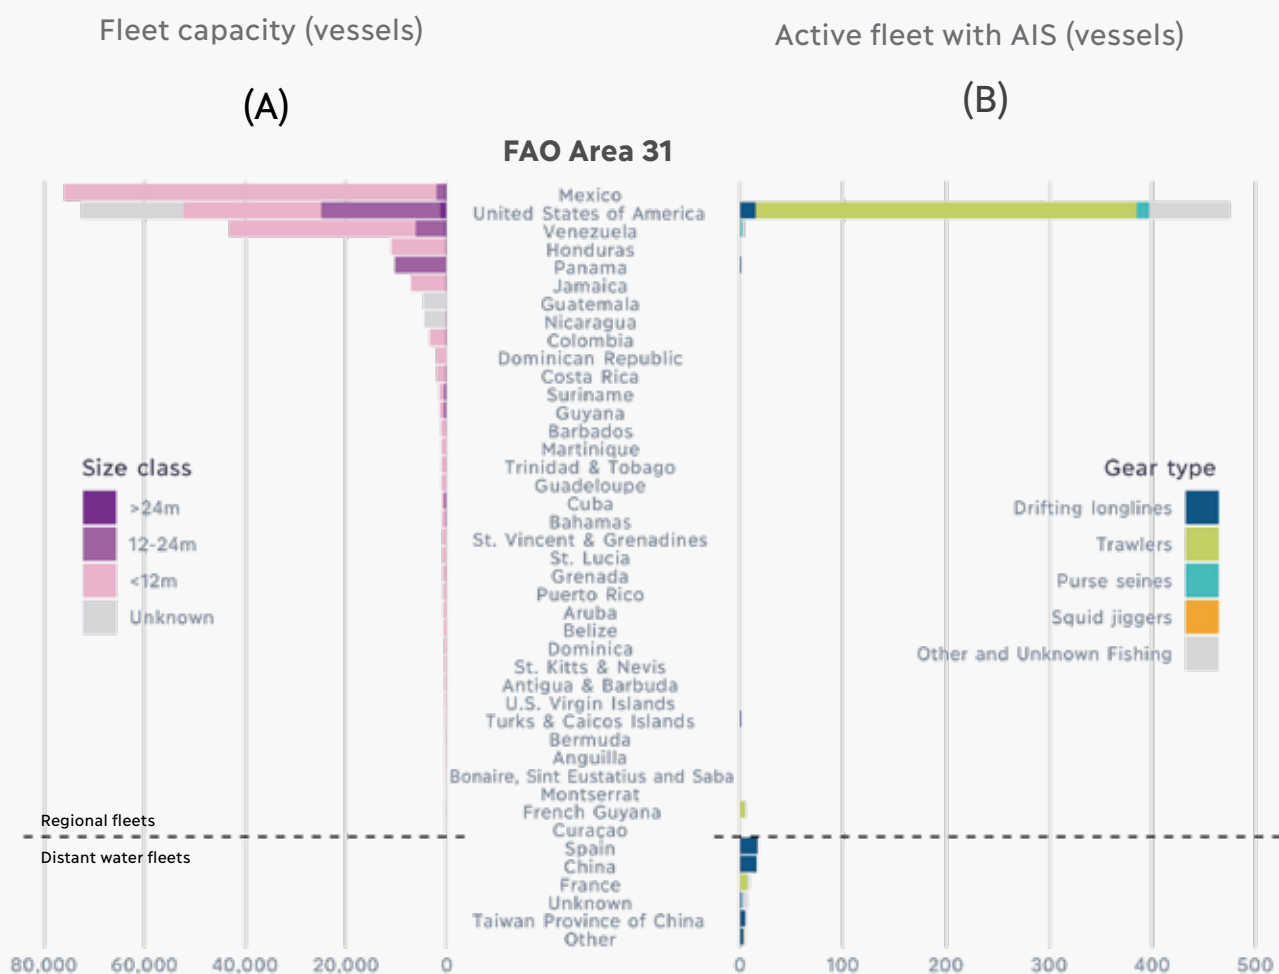 Fleet capacity (vessels)
Active fleet with AIS (vessels)
(A)
(B)
FAO Area 31
Mexico
United States of America
Venezuela
Honduras
Panama
Jamaica
Guatemala
Nicaragua
Colombia
Dominican Republic
Costa Rica
Suriname
Guyana
Barbados
Martinique
Trinidad & Tobago
Guadeloupe
Cuba
Bahamas
St. Vincent & Grenadines
St. Lucia
Grenada
Puerto Rico
Aruba
Belize
Dominica
St. Kitts & Nevis
Antigua & Barbuda
U.S. Virgin Islands
Turks & Caicos Islands
Bermuda
Anguilla
Bonaire, Sint Eustatius and Saba
Montserrat
French Guyana
Curaçao
Spain
China
France
Unknown
Taiwan Province of China
Other
Size class
>24m
12-24m
<12m
Unknown
Gear type
Drifting longlines
Trawlers
Purse seines
Squid jiggers
Other and Unknown Fishing
Regional fleets
Distant water fleets
80,000 60,000 40,000 20,000 0
0 100 200 300 400 500